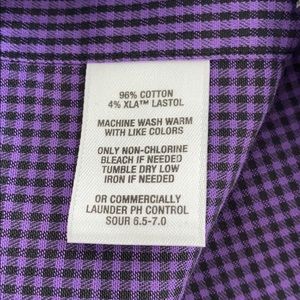 96% COTTON
4% XLA™ LASTOL
MACHINE WASH WARM
WITH LIKE COLORS
ONLY NON-CHLORINE
BLEACH IF NEEDED
TUMBLE DRY LOW
IRON IF NEEDED
OR COMMERCIALLY
LAUNDER PH CONTROL
SOUR 6.5-7.0